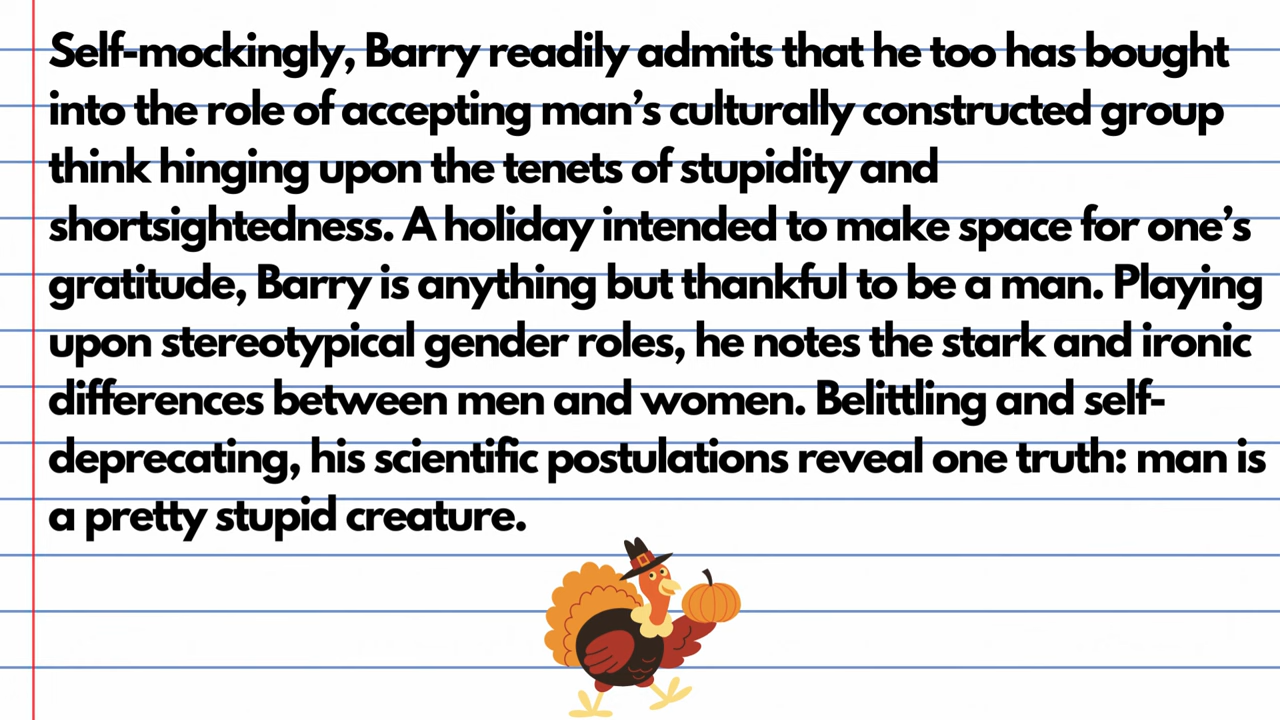 Self-mockingly, Barry readily admits that he too has bought
into the role of accepting man’s culturally constructed group
think hinging upon the tenets of stupidity and
shortsightedness. A holiday intended to make space for one’s
gratitude, Barry is anything but thankful to be a man. Playing
upon stereotypical gender roles, he notes the stark and ironic
differences between men and women. Belittling and self-
deprecating, his scientific postulations reveal one truth: man is
a pretty stupid creature.